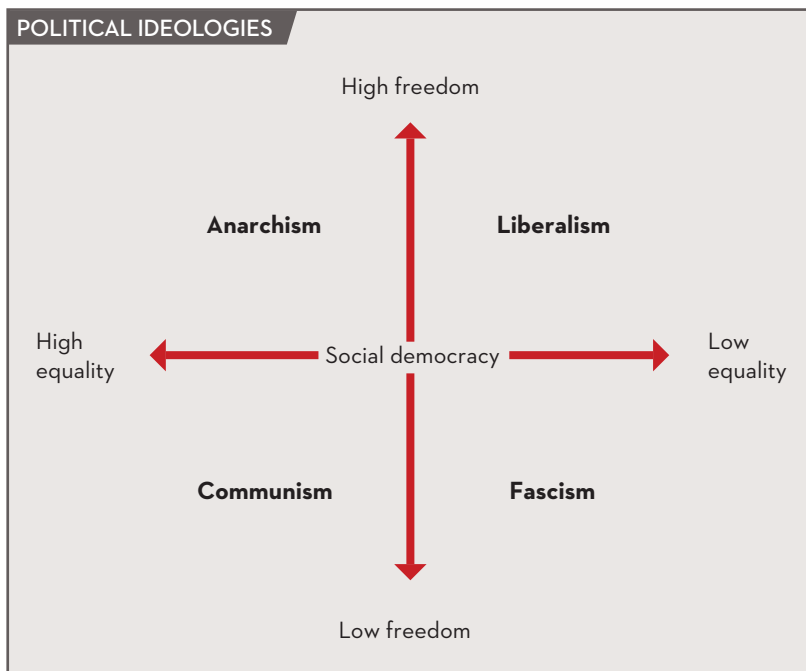 POLITICAL IDEOLOGIES
High freedom
Anarchism
Liberalism
High
equality
Social democracy
Low
equality
Communism
Fascism
Low freedom